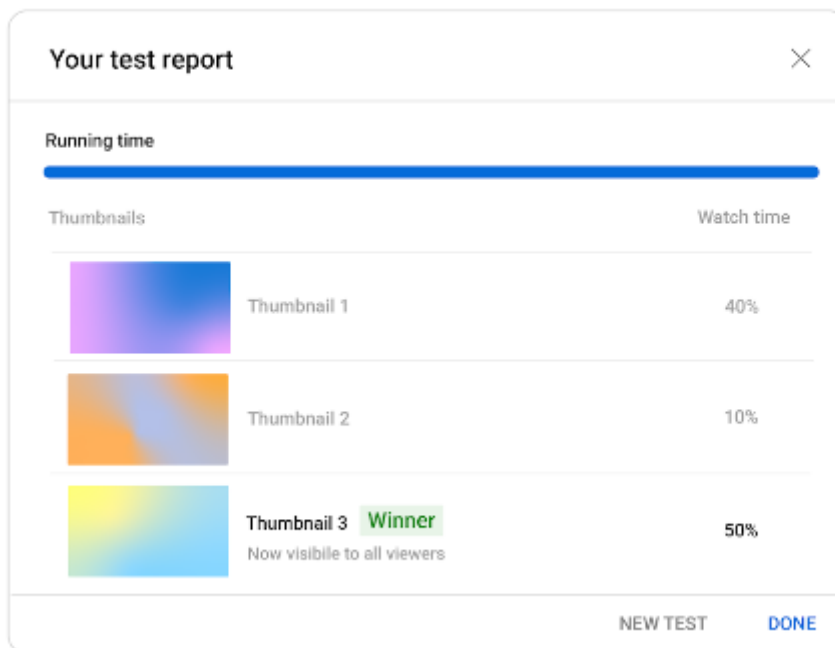 Your test report
Running time
Thumbnails Watch time
Thumbnail 1 40%
Thumbnail 2 10%
Thumbnail 3 Winner 50%
Now visibile to all viewers
NEW TEST DONE